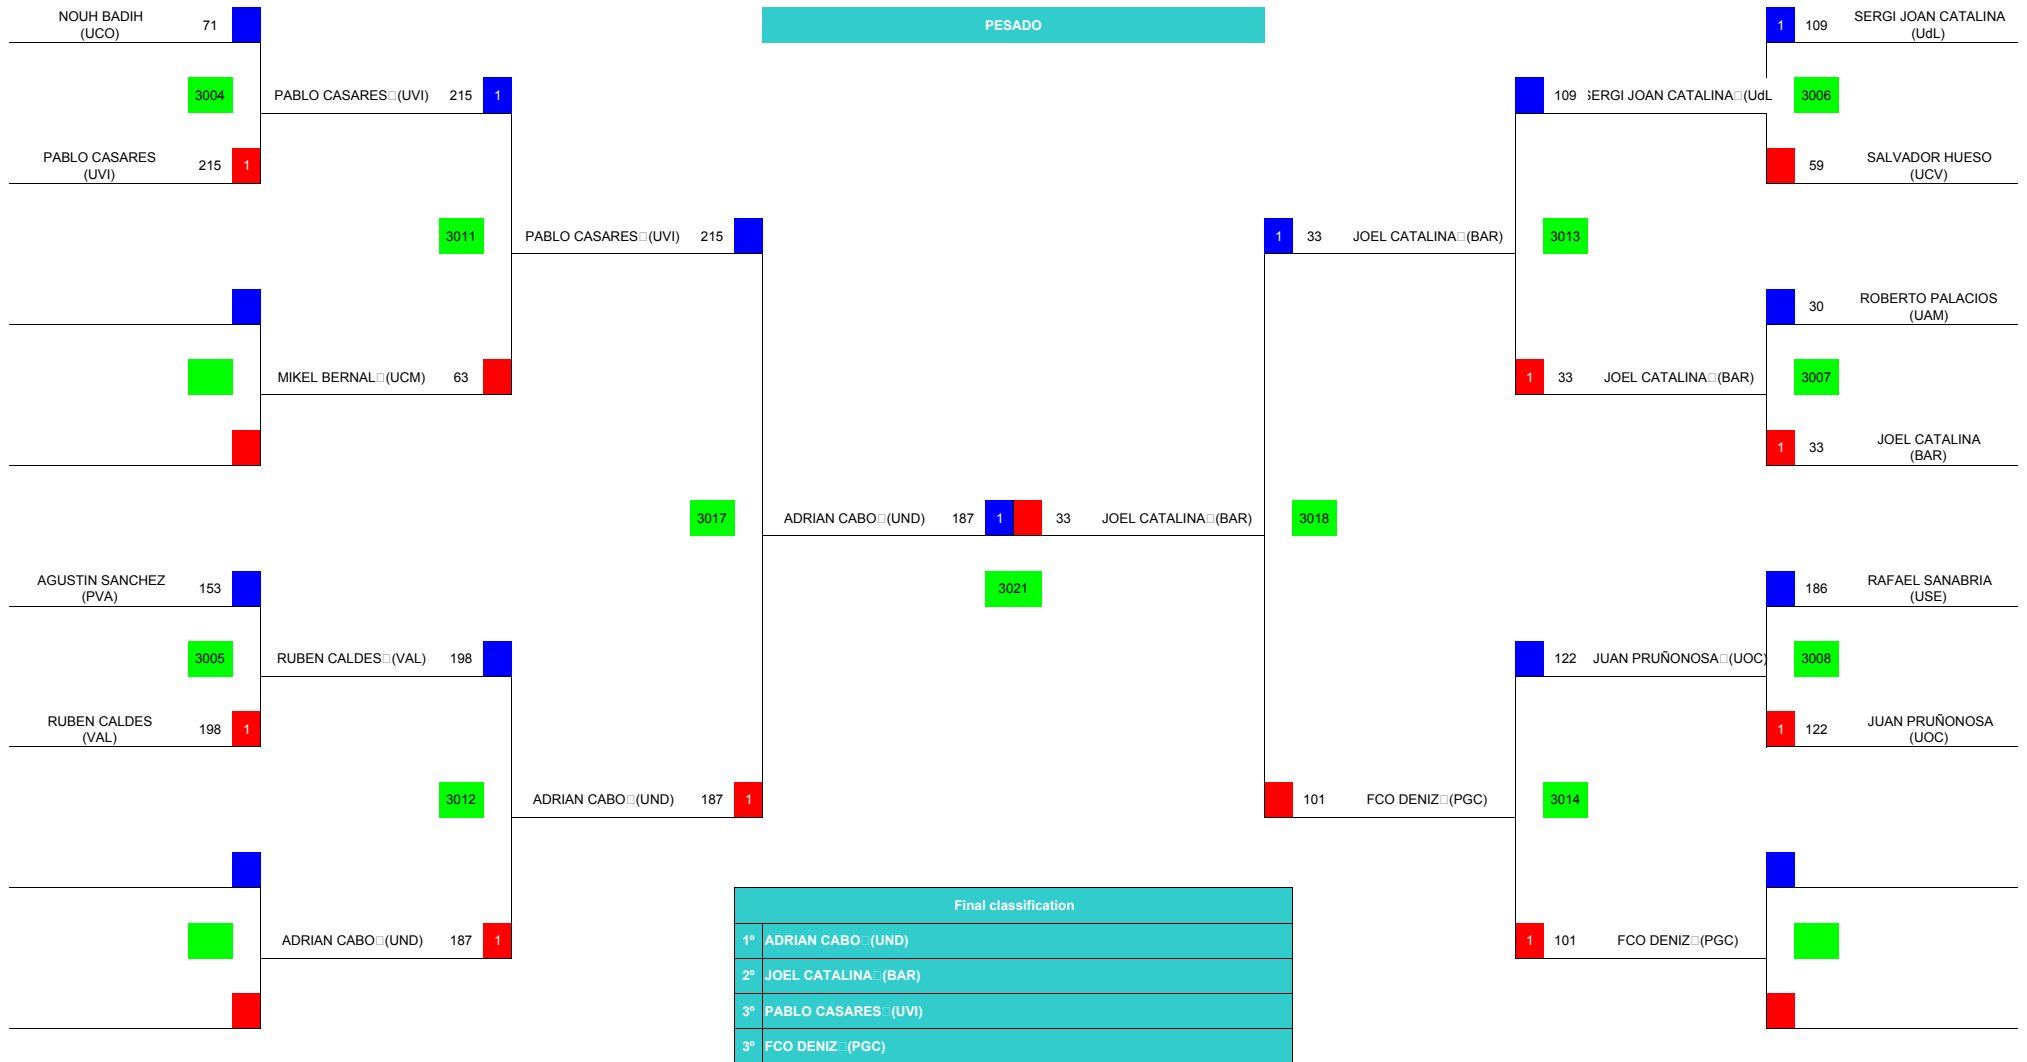 PESADO
NOUH BADIH
(UCO)
71
3004
PABLO CASARES
(UVI)
215 1
PABLO CASARES□(UVI) 215 1
3011
MIKEL BERNAL□(UCM) 63
PABLO CASARES□(UVI) 215
3017
AGUSTIN SANCHEZ
(PVA)
153
3005
RUBEN CALDES
(VAL)
198 1
RUBEN CALDES□(VAL) 198
3012
ADRIAN CABO□(UND) 187 1
ADRIAN CABO□(UND) 187 1
ADRIAN CABO□(UND) 187 1
33 JOEL CATALINA□(BAR)
3021
3018
1 33 JOEL CATALINA□(BAR)
3013
109 SERGI JOAN CATALINA□(UdL
1 109
SERGI JOAN CATALINA
(UdL)
3006
59
SALVADOR HUESO
(UCV)
1 33 JOEL CATALINA□(BAR)
30
ROBERTO PALACIOS
(UAM)
3007
1 33
JOEL CATALINA
(BAR)
101 FCO DENIZ□(PGC)
3014
122 JUAN PRUÑONOSA□(UOC)
186
RAFAEL SANABRIA
(USE)
3008
1 122
JUAN PRUÑONOSA
(UOC)
1 101 FCO DENIZ□(PGC)
Final classification
1º ADRIAN CABO□(UND)
2º JOEL CATALINA□(BAR)
3º PABLO CASARES□(UVI)
3º FCO DENIZ□(PGC)